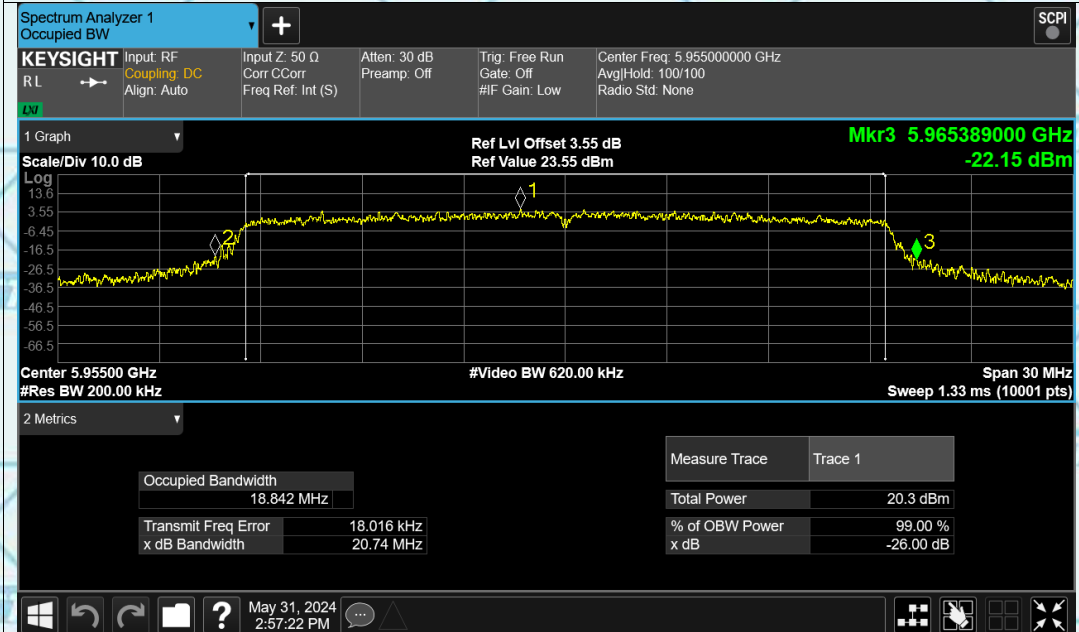 Spectrum Analyzer 1
Occupied BW
SCPI
KEYSIGHT
R L
LXI
Input: RF
Coupling: DC
Align: Auto
Input Z: 50 Ω
Corr CCorr
Freq Ref: Int (S)
Atten: 30 dB
Preamp: Off
Trig: Free Run
Gate: Off
#IF Gain: Low
Center Freq: 5.955000000 GHz
Avg|Hold: 100/100
Radio Std: None
1 Graph
Scale/Div 10.0 dB
Ref Lvl Offset 3.55 dB
Ref Value 23.55 dBm
Mkr3 5.965389000 GHz
-22.15 dBm
Log
13.6
3.55
-6.45
-16.5
-26.5
-36.5
-46.5
-56.5
-66.5
1
2
3
Center 5.95500 GHz
#Video BW 620.00 kHz
Span 30 MHz
#Res BW 200.00 kHz
Sweep 1.33 ms (10001 pts)
2 Metrics
Occupied Bandwidth
18.842 MHz
Transmit Freq Error 18.016 kHz
x dB Bandwidth 20.74 MHz
Measure Trace Trace 1
Total Power 20.3 dBm
% of OBW Power 99.00 %
x dB -26.00 dB
May 31, 2024
2:57:22 PM